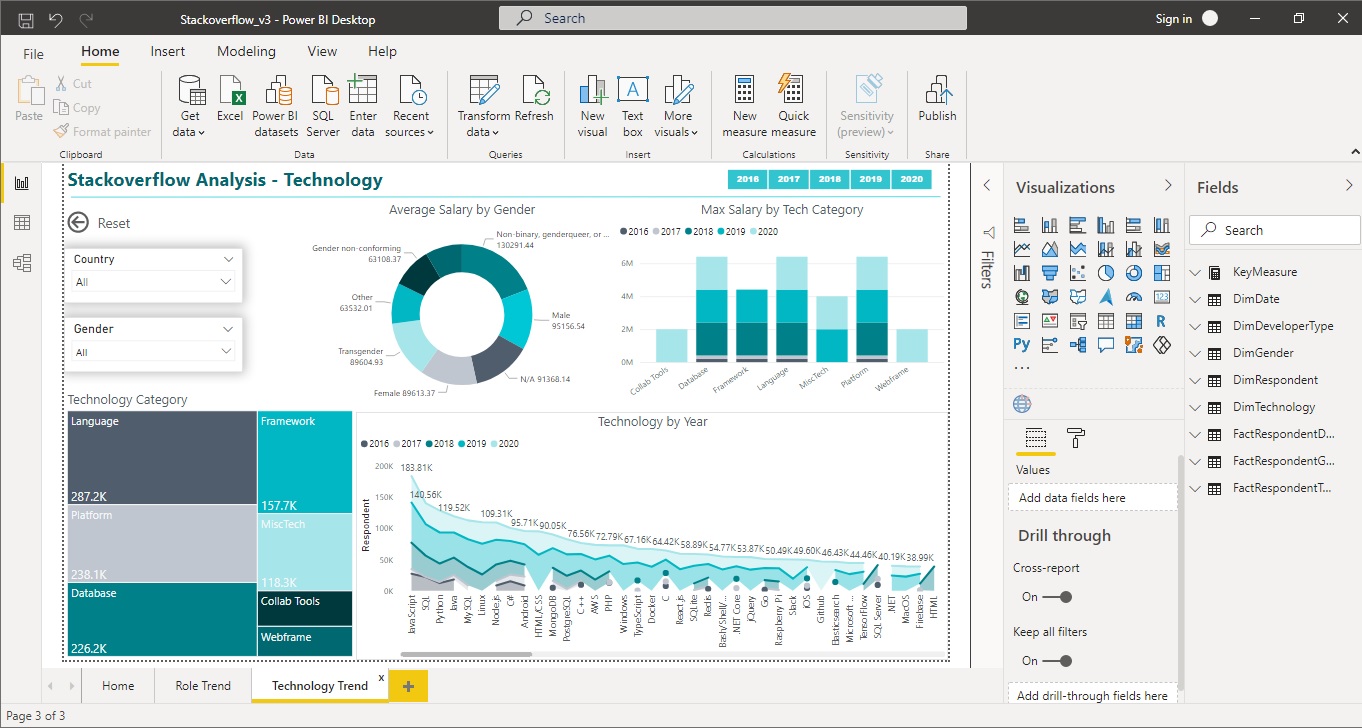 Stackoverflow_v3 - Power BI Desktop
Search
Sign in
File
Home
Insert
Modeling
View
Help
Paste
Cut
Copy
Format painter
Clipboard
Get data
Excel
Power BI datasets
SQL Server
Enter data
Recent sources
Data
Transform data
Refresh
Queries
New visual
Text box
More visuals
Insert
New measure
Quick measure
Calculations
Sensitivity (preview)
Sensitivity
Publish
Share
Stackoverflow Analysis - Technology
2016 2017 2018 2019 2020
Reset
Country
All
Gender
All
Average Salary by Gender
Non-binary, genderqueer, or ...
130291.44
Gender non-conforming
63108.37
Other
63532.01
Male
95156.54
Transgender
89604.93
N/A 91368.14
Female 89613.37
Max Salary by Tech Category
2016 2017 2018 2019 2020
6M
4M
2M
0M
Collab Tools
Database
Framework
Language
MiscTech
Platform
Webframe
Technology Category
Language
287.2K
Platform
238.1K
Database
226.2K
Framework
157.7K
MiscTech
118.3K
Collab Tools
Webframe
Technology by Year
2016 2017 2018 2019 2020
Respondent
200K
150K
100K
50K
0K
183.81K
140.56K
119.52K
109.31K
95.71K
90.05K
76.56K
72.79K
67.16K
64.42K
58.89K
54.77K
53.87K
50.49K
49.60K
46.43K
44.46K
40.19K
38.99K
JavaScript
SQL
Python
Java
MySQL
Linux
Node.js
C#
Android
HTML/CSS
MongoDB
PostgreSQL
C++
AWS
PHP
Windows
TypeScript
Docker
C
React.js
SQLite
Redis
Bash/Shell/...
.NET Core
jQuery
Go
Raspberry Pi
Slack
iOS
Github
Elasticsearch
Microsoft ...
TensorFlow
SQL Server
.NET
MacOS
Firebase
HTML
Filters
Visualizations
123
R
Py
...
Values
Add data fields here
Drill through
Cross-report
On
Keep all filters
On
Add drill-through fields here
Fields
Search
KeyMeasure
DimDate
DimDeveloperType
DimGender
DimRespondent
DimTechnology
FactRespondentD...
FactRespondentG...
FactRespondentT...
Home
Role Trend
Technology Trend
x
+
Page 3 of 3